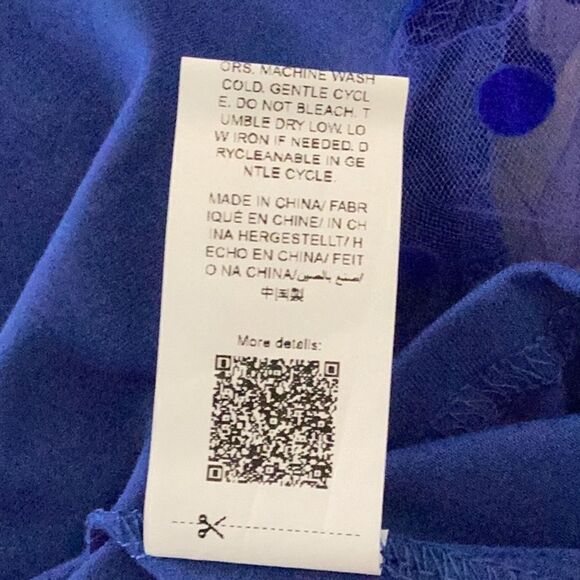 ORS. MACHINE WASH
COLD. GENTLE CYCL
E. DO NOT BLEACH. T
UMBLE DRY LOW. LO
W IRON IF NEEDED. D
RYCLEANABLE IN GE
NTLE CYCLE.
MADE IN CHINA/ FABR
IQUÉ EN CHINE/ IN CH
INA HERGESTELLT/ H
ECHO EN CHINA/ FEIT
O NA CHINA/صنع بالصين/
中国製
More details: